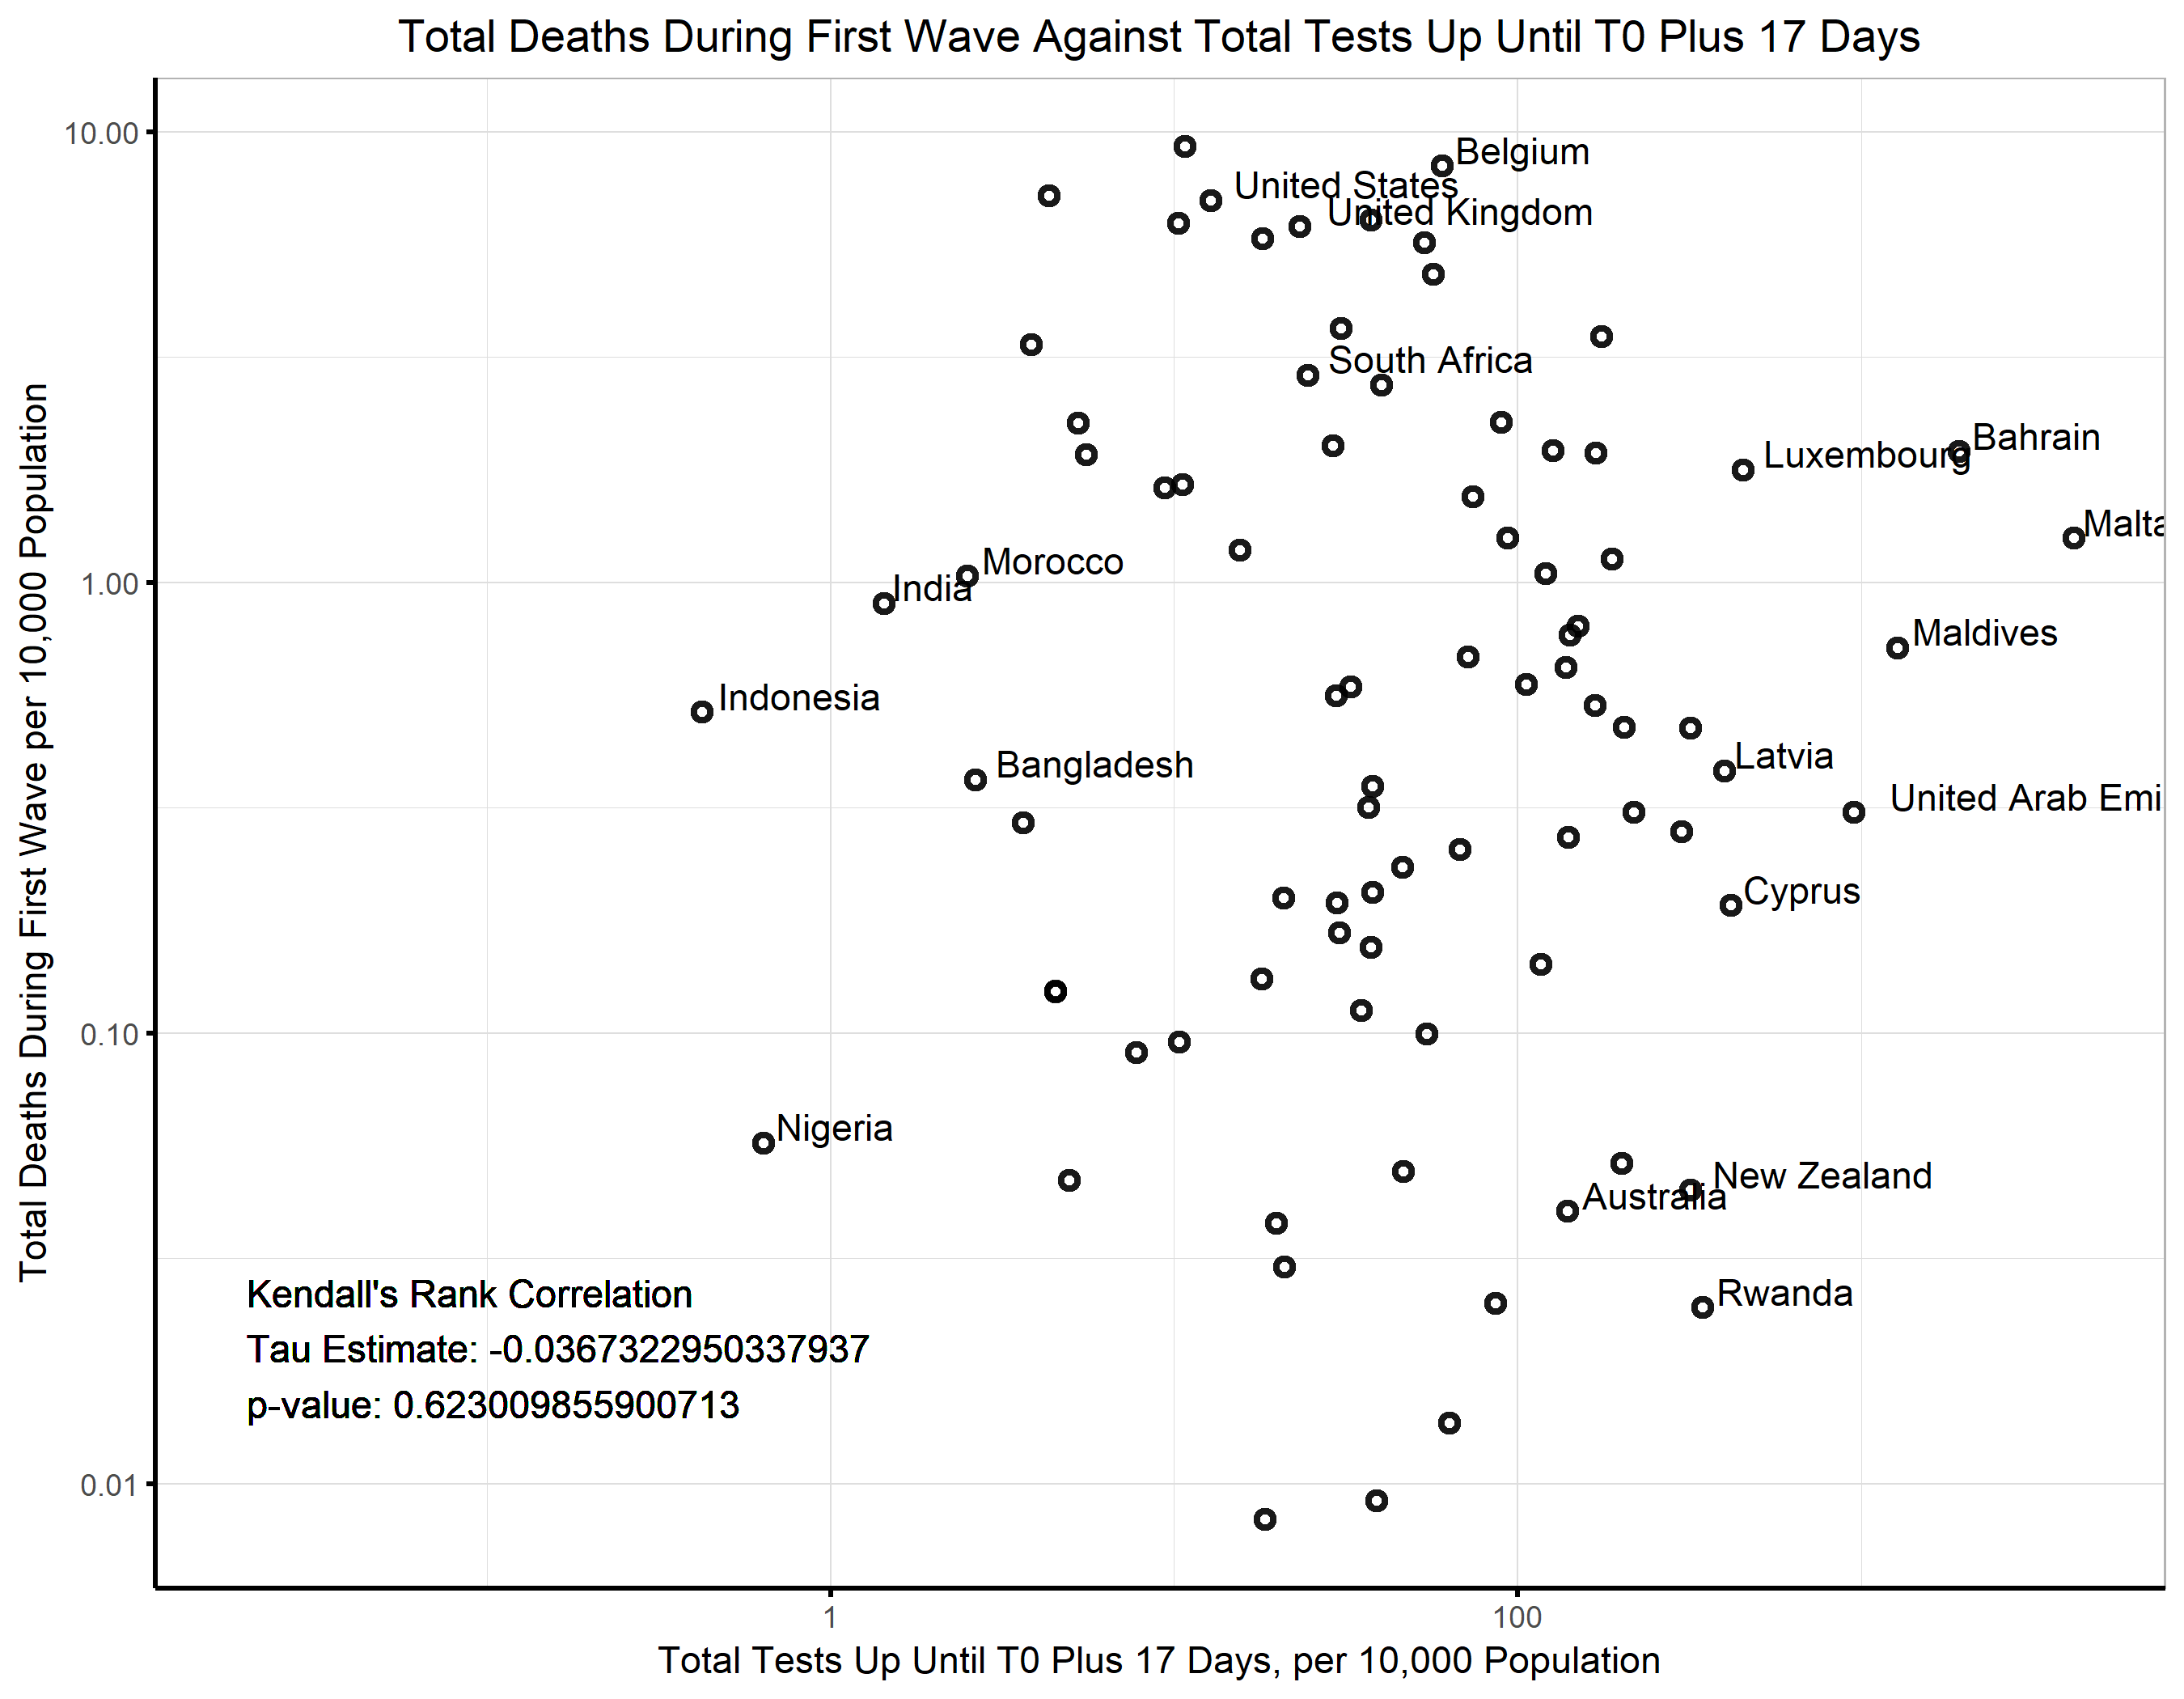 Total Deaths During First Wave Against Total Tests Up Until T0 Plus 17 Days
10.00
Belgium
United States
United Kingdom
South Africa
Bahrain
Luxembourg
Malta
Morocco
1.00
India
Maldives
Indonesia
Latvia
Bangladesh
United Arab Emi
Cyprus
0.10
Nigeria
New Zealand
Australia
Rwanda
Kendall's Rank Correlation
Tau Estimate: -0.0367322950337937
p-value: 0.623009855900713
0.01
1
100
Total Tests Up Until T0 Plus 17 Days, per 10,000 Population
Total Deaths During First Wave per 10,000 Population